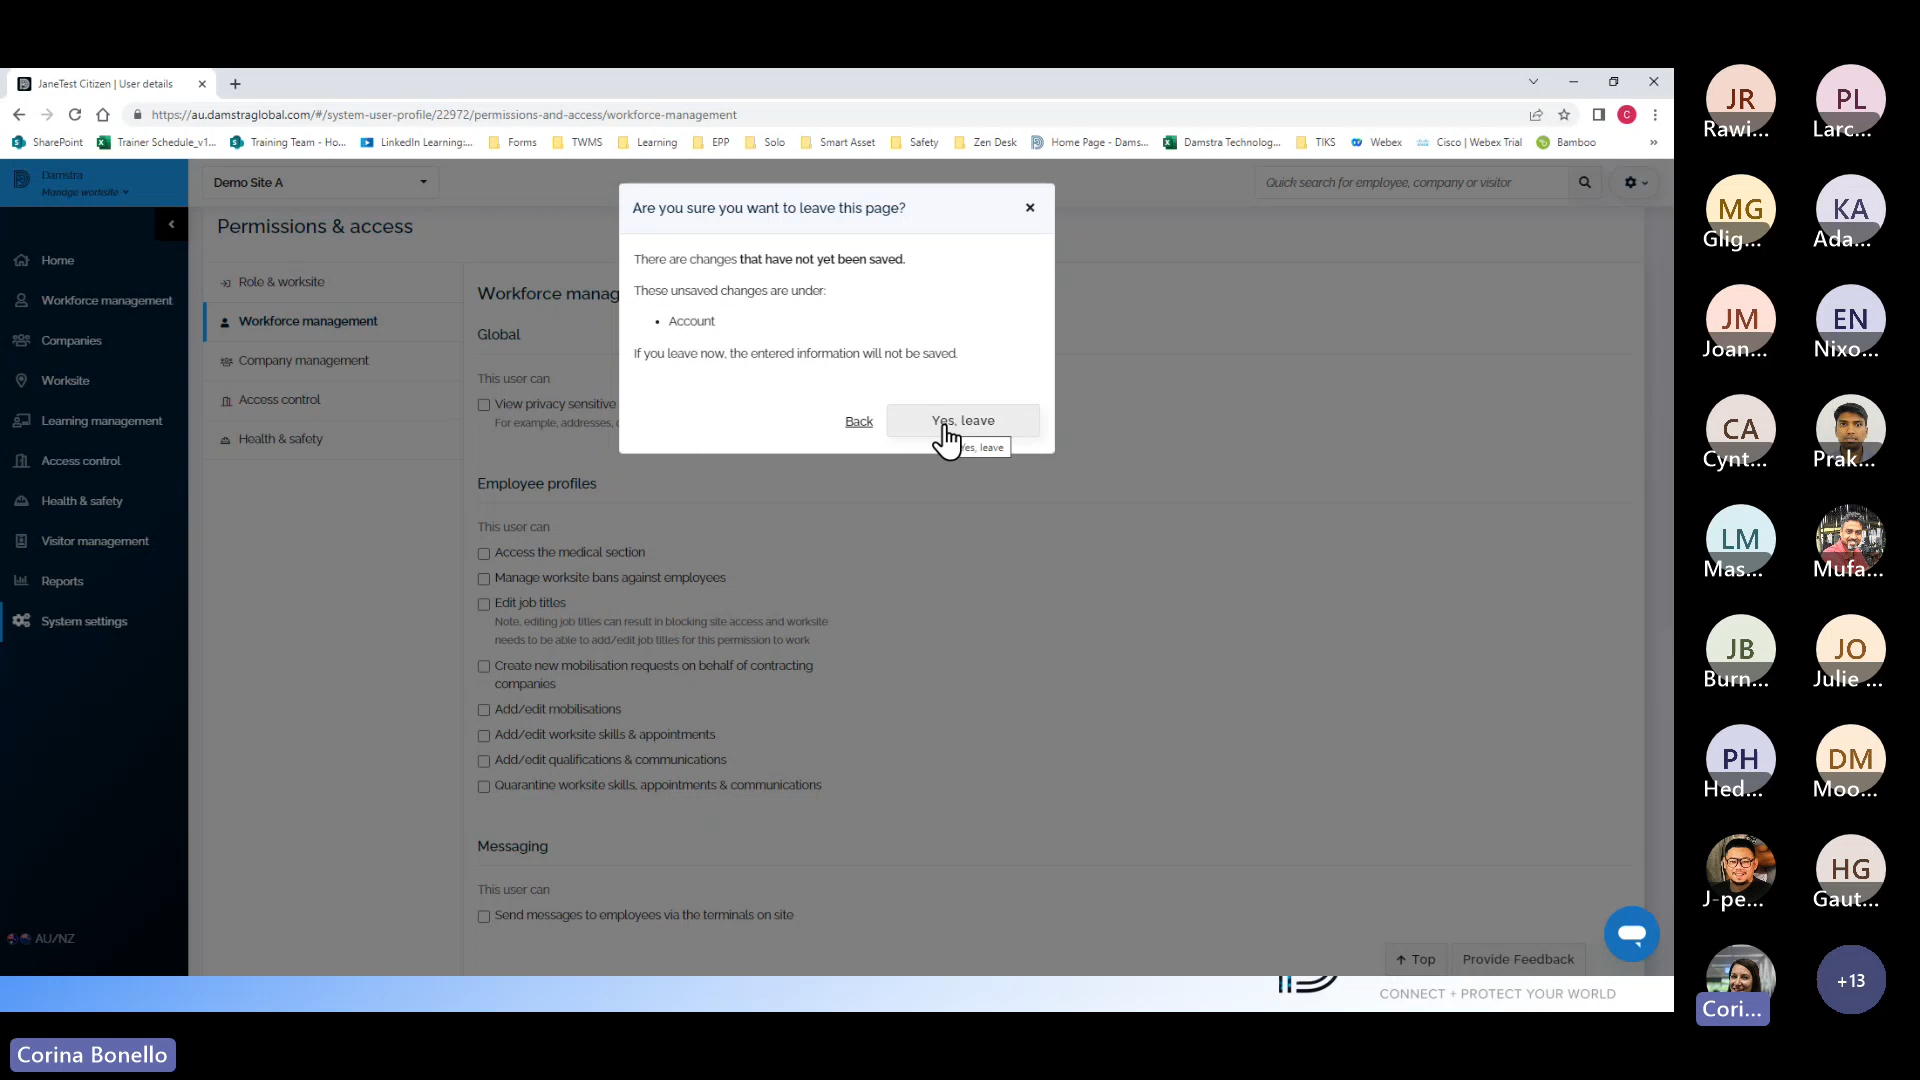 JaneTest Citizen | User details
https://au.damstraglobal.com/#/system-user-profile/22972/permissions-and-access/workforce-management
SharePoint
Trainer Schedule_v1...
Training Team - Ho...
LinkedIn Learning:...
Forms
TWMS
Learning
EPP
Solo
Smart Asset
Safety
Zen Desk
Home Page - Dams...
Damstra Technolog...
TIKS
Webex
Cisco | Webex Trial
Bamboo
»
C
Damstra
Manage worksite
Demo Site A
Quick search for employee, company or visitor
Home
Workforce management
Companies
Worksite
Learning management
Access control
Health & safety
Visitor management
Reports
System settings
AU/NZ
Permissions & access
Role & worksite
Workforce management
Company management
Access control
Health & safety
Workforce manag
Global
This user can
View privacy sensitive
For example, addresses, c
Are you sure you want to leave this page?
There are changes that have not yet been saved.
These unsaved changes are under:
• Account
If you leave now, the entered information will not be saved.
Back
Yes, leave
Yes, leave
Employee profiles
This user can
Access the medical section
Manage worksite bans against employees
Edit job titles
Note, editing job titles can result in blocking site access and worksite
needs to be able to add/edit job titles for this permission to work
Create new mobilisation requests on behalf of contracting
companies
Add/edit mobilisations
Add/edit worksite skills & appointments
Add/edit qualifications & communications
Quarantine worksite skills, appointments & communications
Messaging
This user can
Send messages to employees via the terminals on site
Top
Provide Feedback
CONNECT + PROTECT YOUR WORLD
JR
Rawi...
PL
Larc...
MG
Glig...
KA
Ada...
JM
Joan...
EN
Nixo...
CA
Cynt...
Prak...
LM
Mas...
Mufa...
JB
Burn...
JO
Julie ...
PH
Hed...
DM
Moo...
J-pe...
HG
Gaut...
Cori...
+13
Corina Bonello